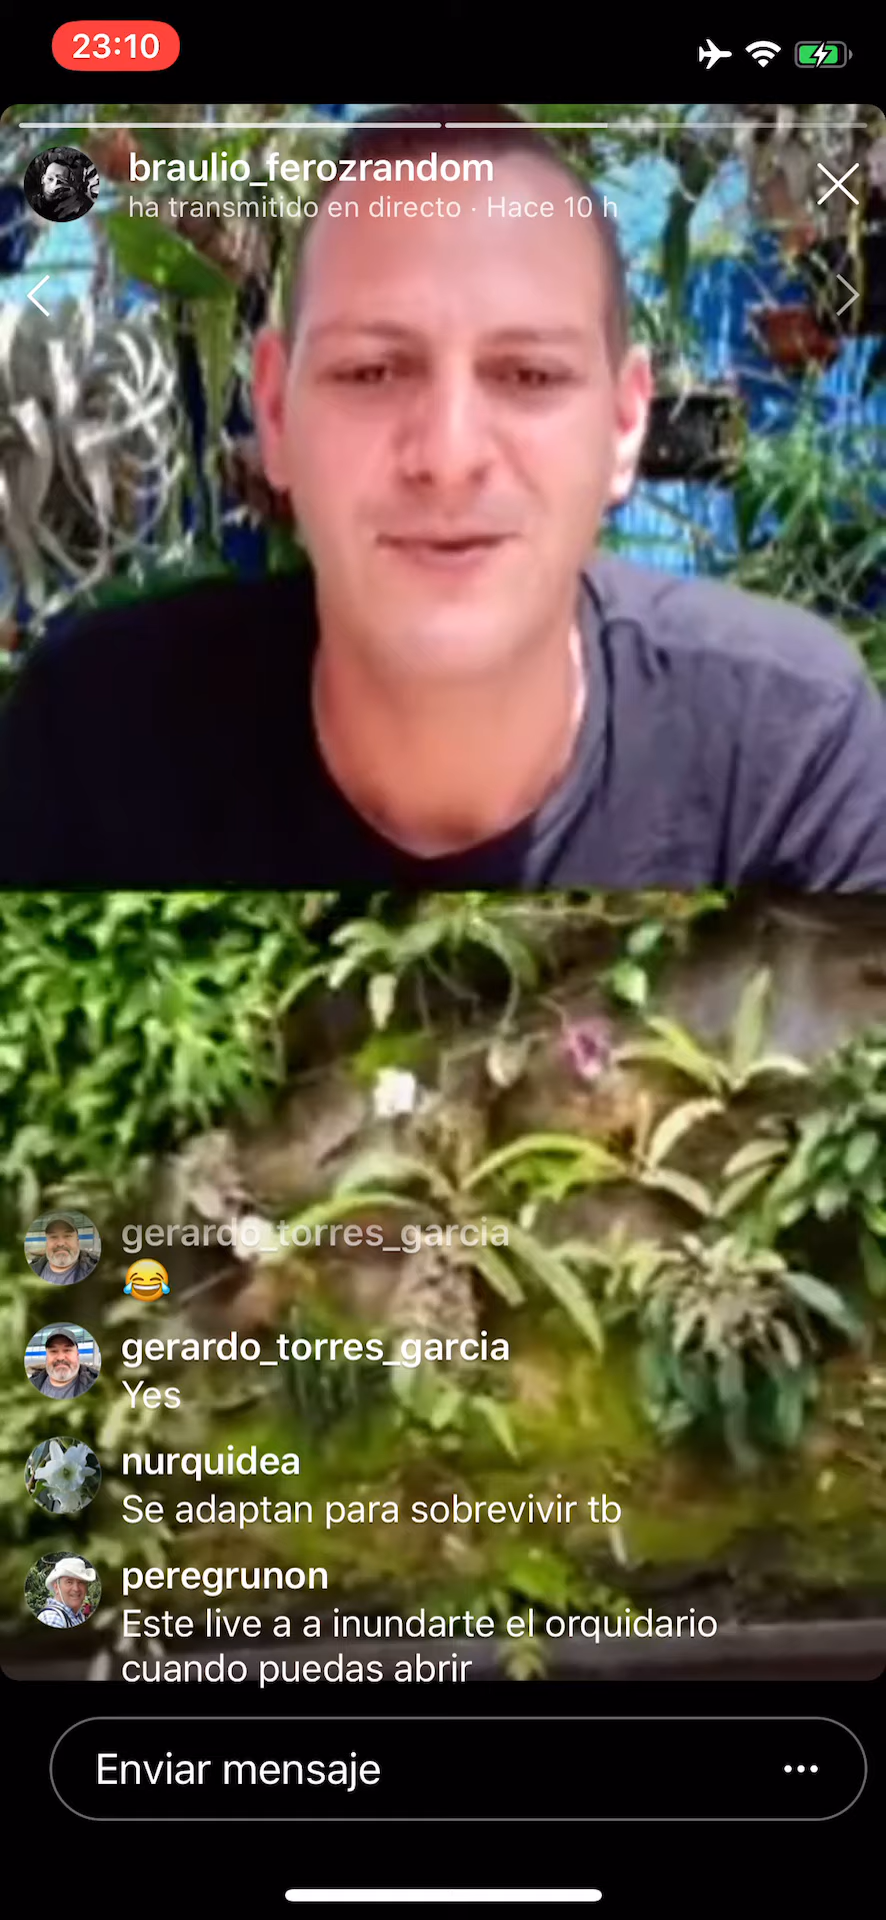 23:10
braulio_ferozrandom
ha transmitido en directo · Hace 10 h
gerardo_torres_garcia
😂
gerardo_torres_garcia
Yes
nurquidea
Se adaptan para sobrevivir tb
peregrunon
Este live a a inundarte el orquidario
cuando puedas abrir
Enviar mensaje